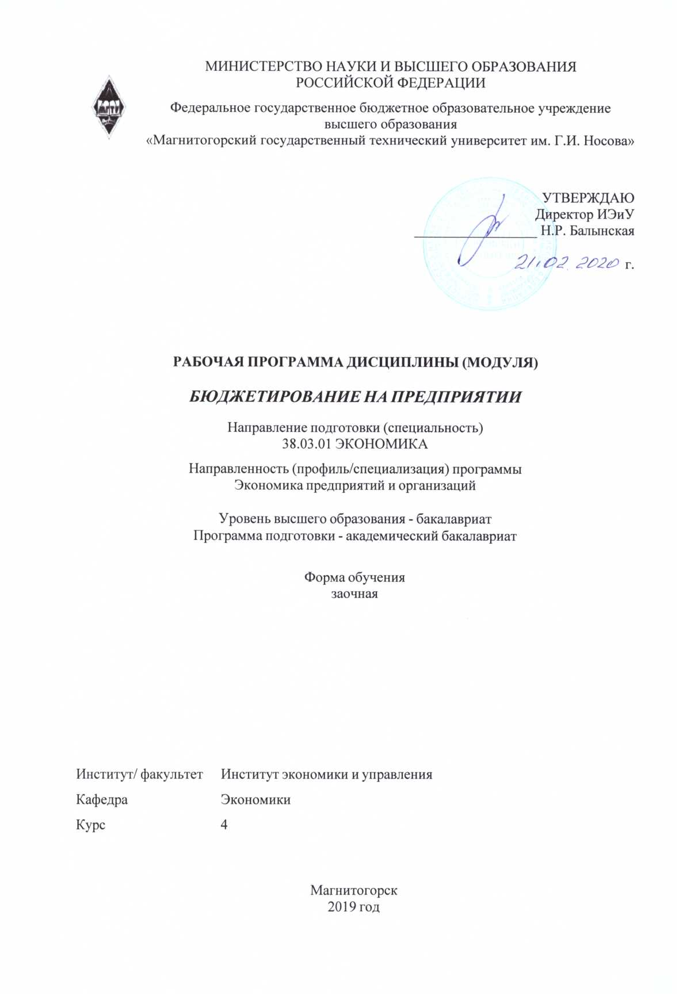 МИНИСТЕРСТВО НАУКИ И ВЫСШЕГО ОБРАЗОВАНИЯ
РОССИЙСКОЙ ФЕДЕРАЦИИ
Федеральное государственное бюджетное образовательное учреждение
высшего образования
«Магнитогорский государственный технический университет им. Г.И. Носова»
УТВЕРЖДАЮ
Директор ИЭиУ
Н.Р. Балынская
21.02.2020 г.
РАБОЧАЯ ПРОГРАММА ДИСЦИПЛИНЫ (МОДУЛЯ)
БЮДЖЕТИРОВАНИЕ НА ПРЕДПРИЯТИИ
Направление подготовки (специальность)
38.03.01 ЭКОНОМИКА
Направленность (профиль/специализация) программы
Экономика предприятий и организаций
Уровень высшего образования - бакалавриат
Программа подготовки - академический бакалавриат
Форма обучения
заочная
Институт/ факультет Институт экономики и управления
Кафедра Экономики
Курс 4
Магнитогорск
2019 год